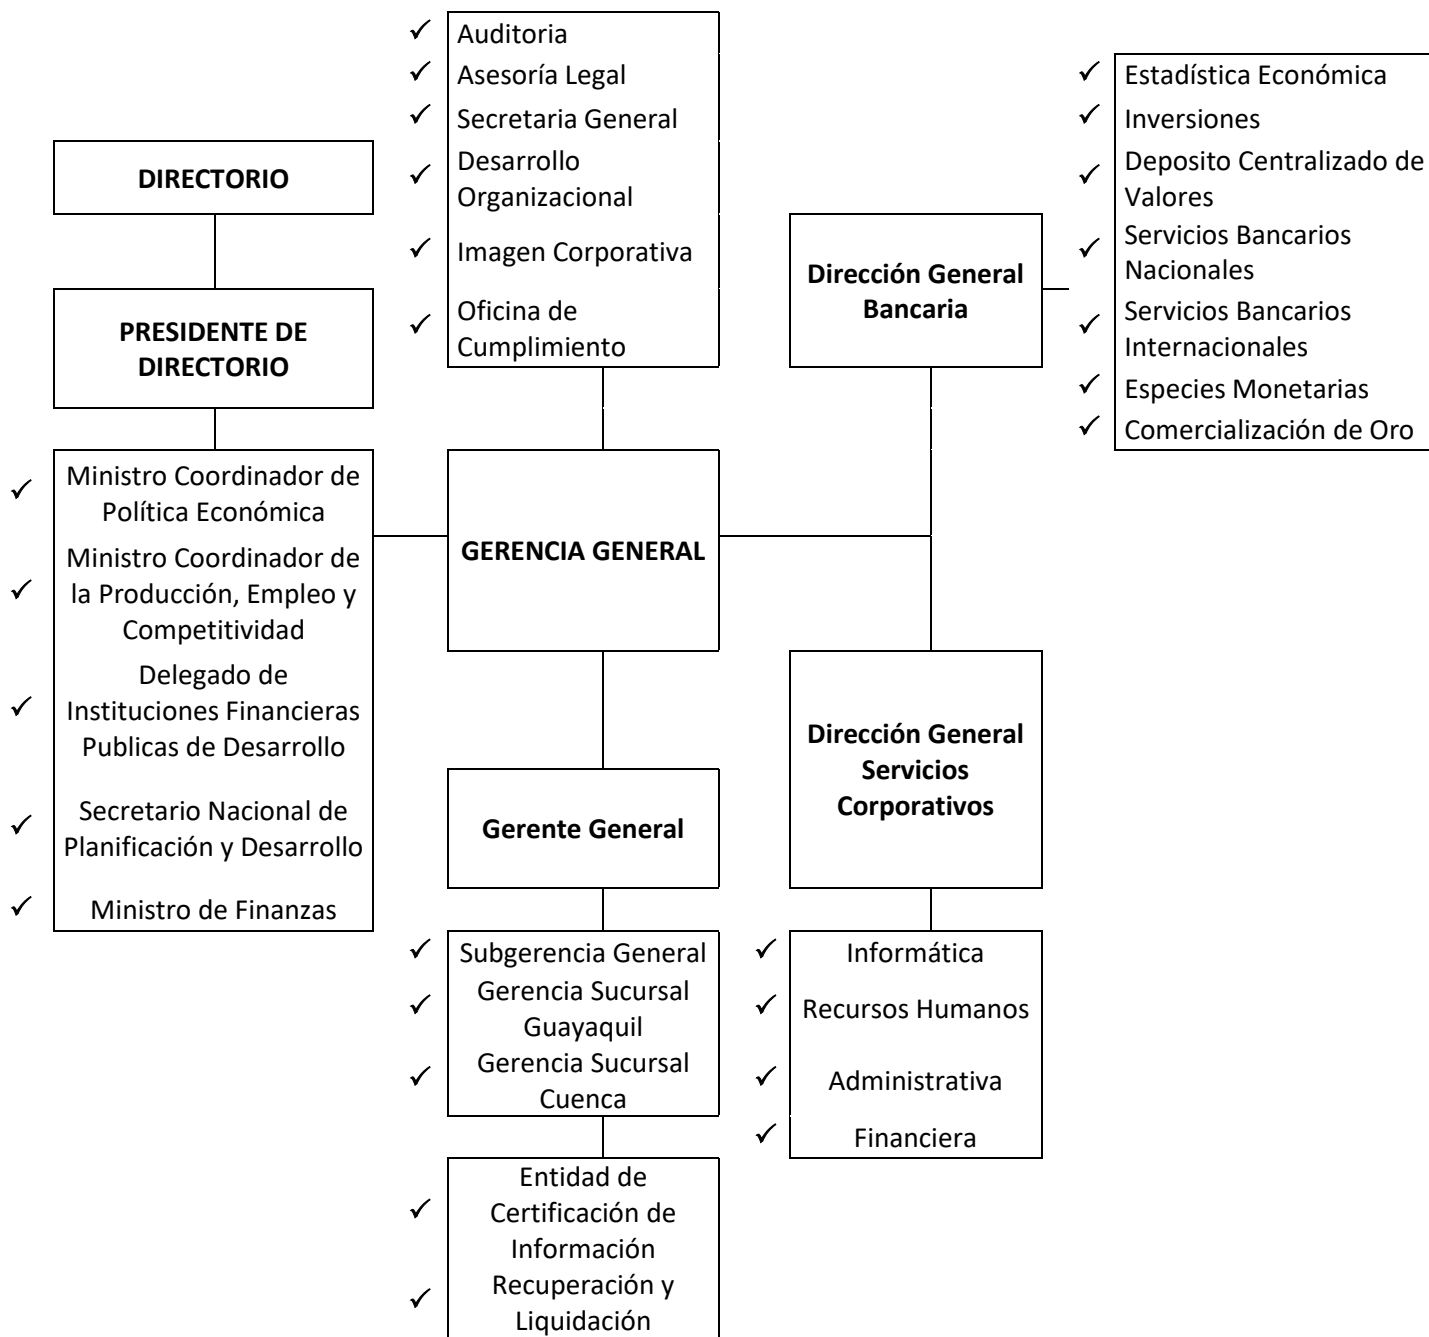 ✓ Auditoria
✓ Asesoría Legal
✓ Secretaria General
✓ Desarrollo
Organizacional
✓ Imagen Corporativa
✓ Oficina de
Cumplimiento
✓ Estadística Económica
✓ Inversiones
✓ Deposito Centralizado de
Valores
✓ Servicios Bancarios
Nacionales
✓ Servicios Bancarios
Internacionales
✓ Especies Monetarias
✓ Comercialización de Oro
DIRECTORIO
PRESIDENTE DE
DIRECTORIO
Dirección General
Bancaria
✓ Ministro Coordinador de
Política Económica
✓ Ministro Coordinador de
la Producción, Empleo y
Competitividad
✓ Delegado de
Instituciones Financieras
Publicas de Desarrollo
✓ Secretario Nacional de
Planificación y Desarrollo
✓ Ministro de Finanzas
GERENCIA GENERAL
Gerente General
Dirección General
Servicios
Corporativos
✓ Subgerencia General
✓ Gerencia Sucursal
Guayaquil
✓ Gerencia Sucursal
Cuenca
✓ Informática
✓ Recursos Humanos
✓ Administrativa
✓ Financiera
✓ Entidad de
Certificación de
Información
✓ Recuperación y
Liquidación